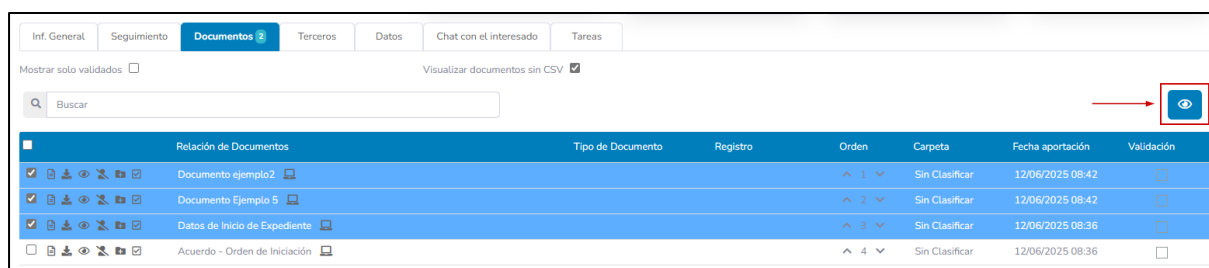 Inf. General Seguimiento Documentos 2 Terceros Datos Chat con el interesado Tareas
Mostrar solo validados Visualizar documentos sin CSV
Buscar
Relación de Documentos Tipo de Documento Registro Orden Carpeta Fecha aportación Validación
Documento ejemplo2 1 Sin Clasificar 12/06/2025 08:42
Documento Ejemplo 5 2 Sin Clasificar 12/06/2025 08:42
Datos de Inicio de Expediente 3 Sin Clasificar 12/06/2025 08:36
Acuerdo - Orden de Iniciación 4 Sin Clasificar 12/06/2025 08:36